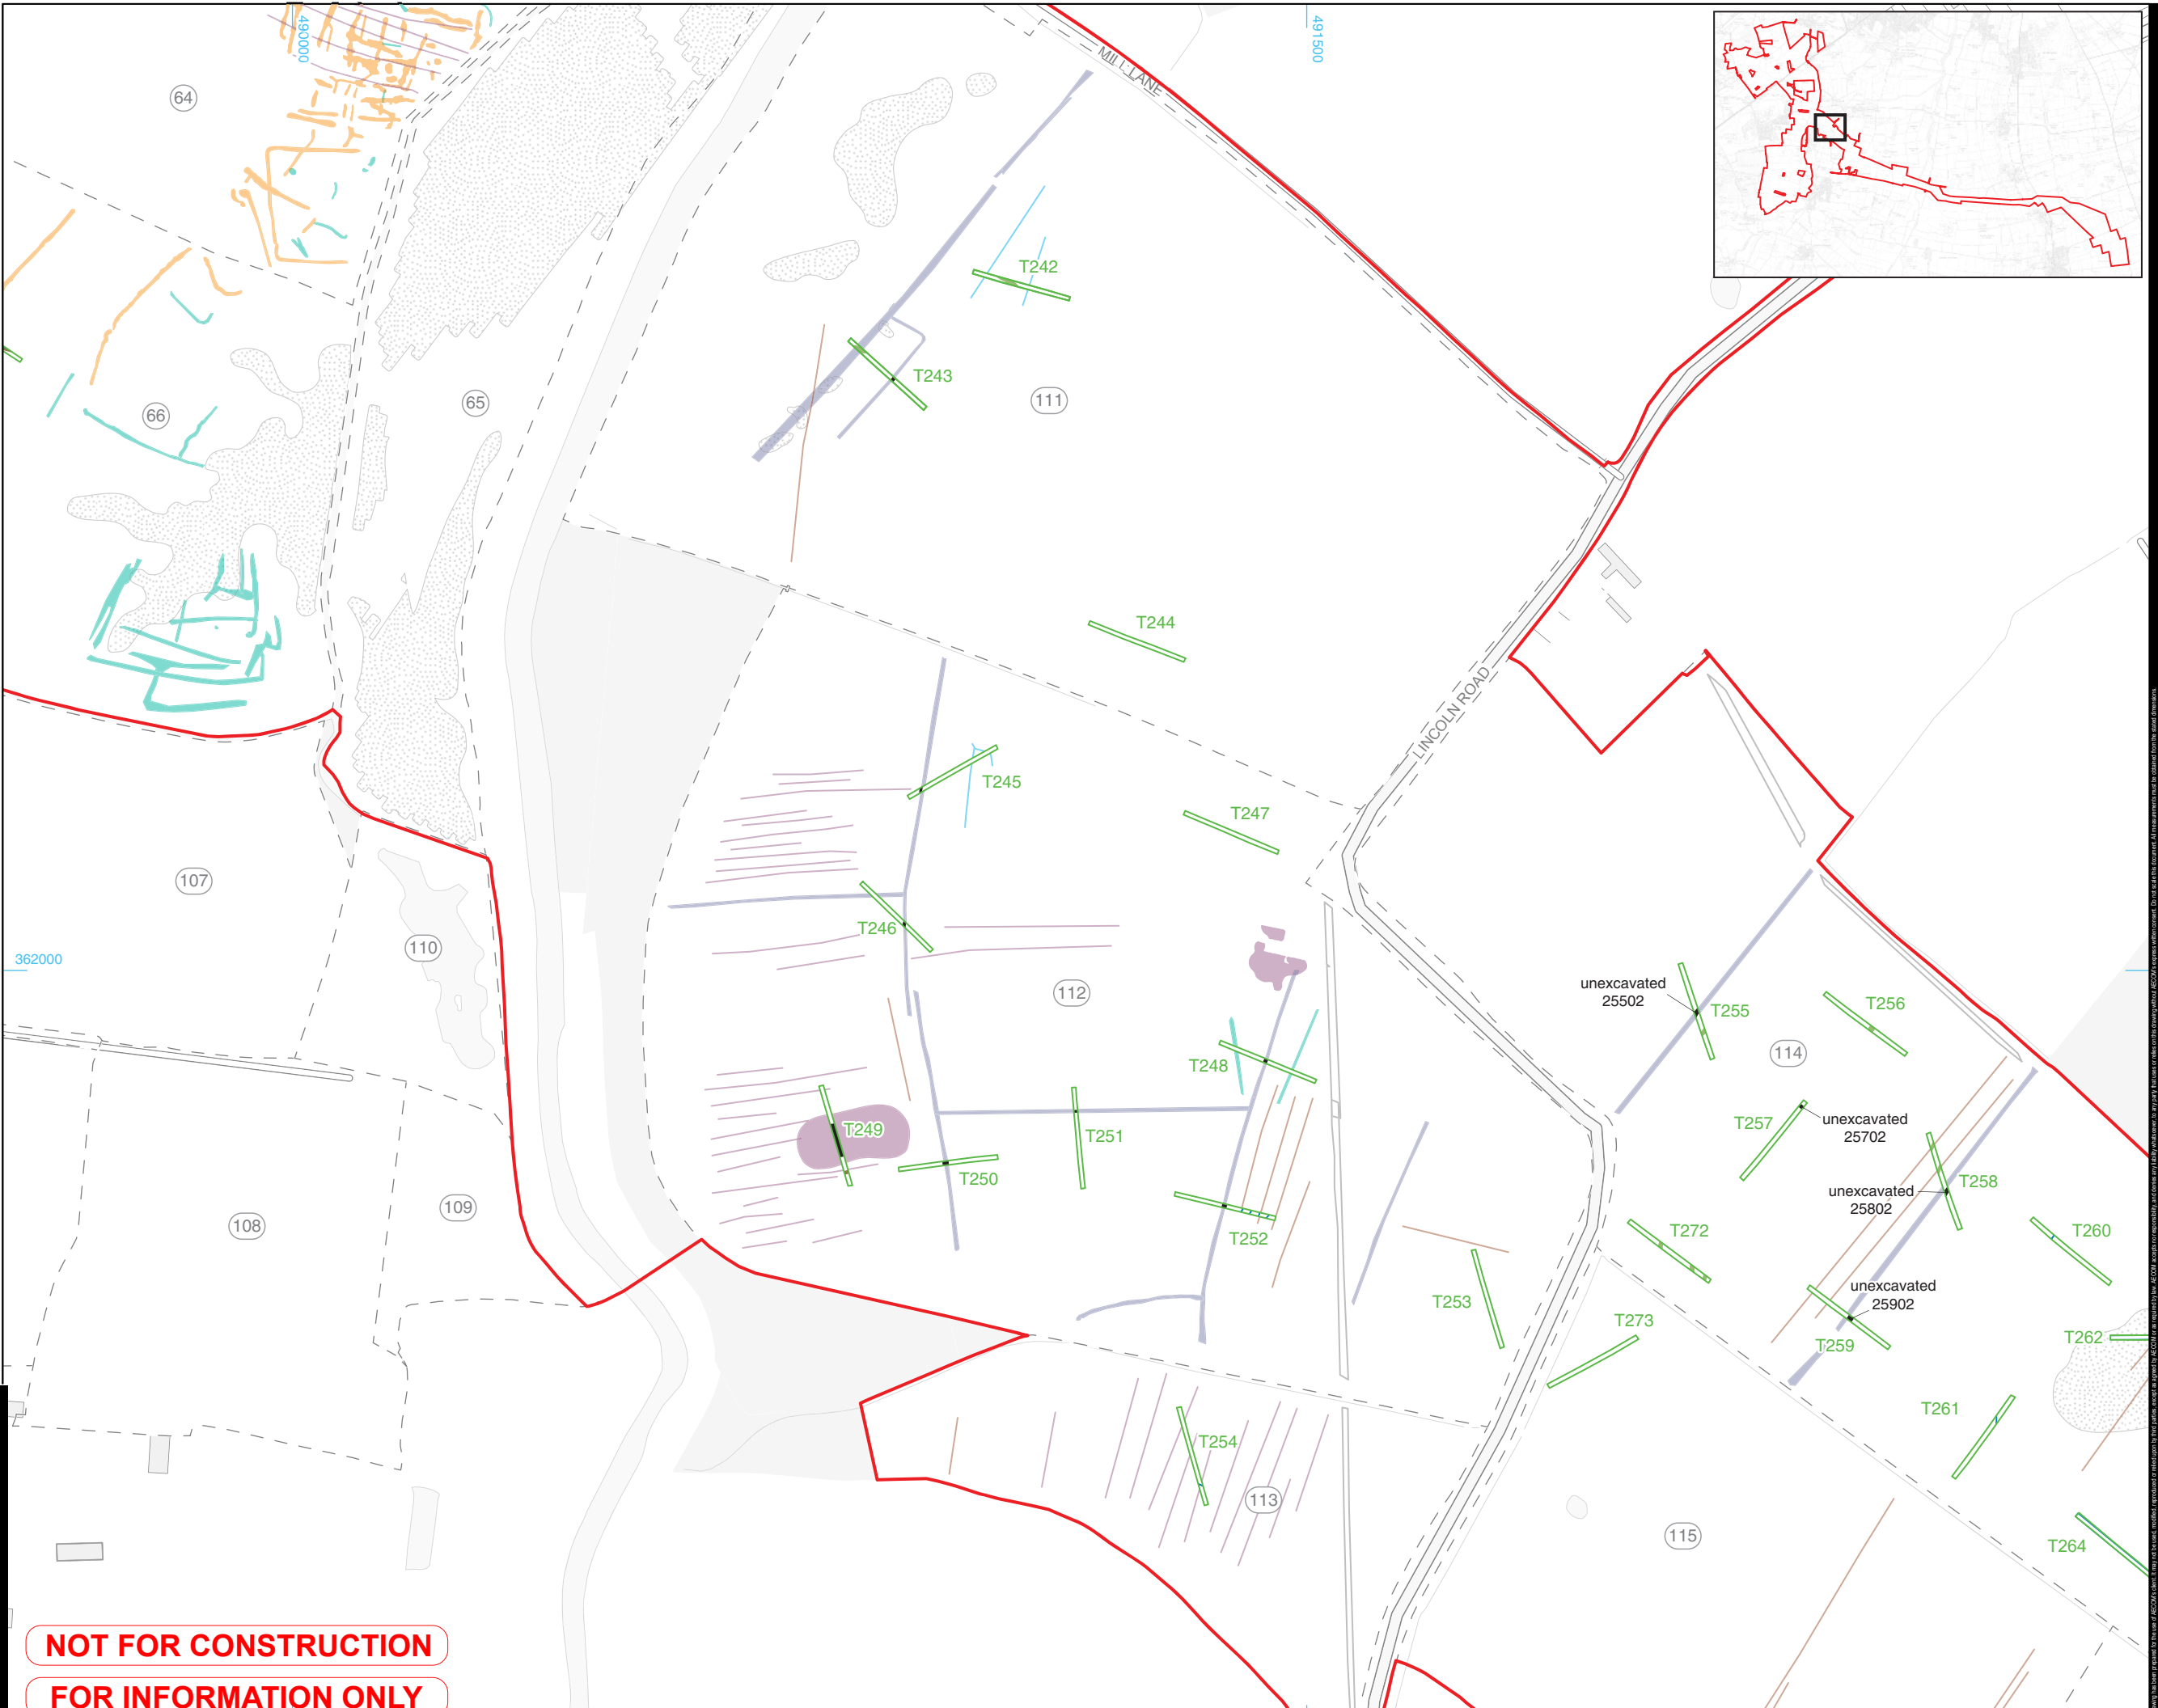 490000
491500
MILL LANE
64
T242
T243
111
65
66
T244
LINCOLN ROAD
T245
T247
107
T246
110
362000
112
unexcavated
25502
T255
T256
114
T248
T249
T251
T250
T257
unexcavated
25702
T258
unexcavated
25802
109
108
T252
T272
T260
T253
T273
unexcavated
25902
T259
T262
T261
T254
113
115
T264
NOT FOR CONSTRUCTION
FOR INFORMATION ONLY